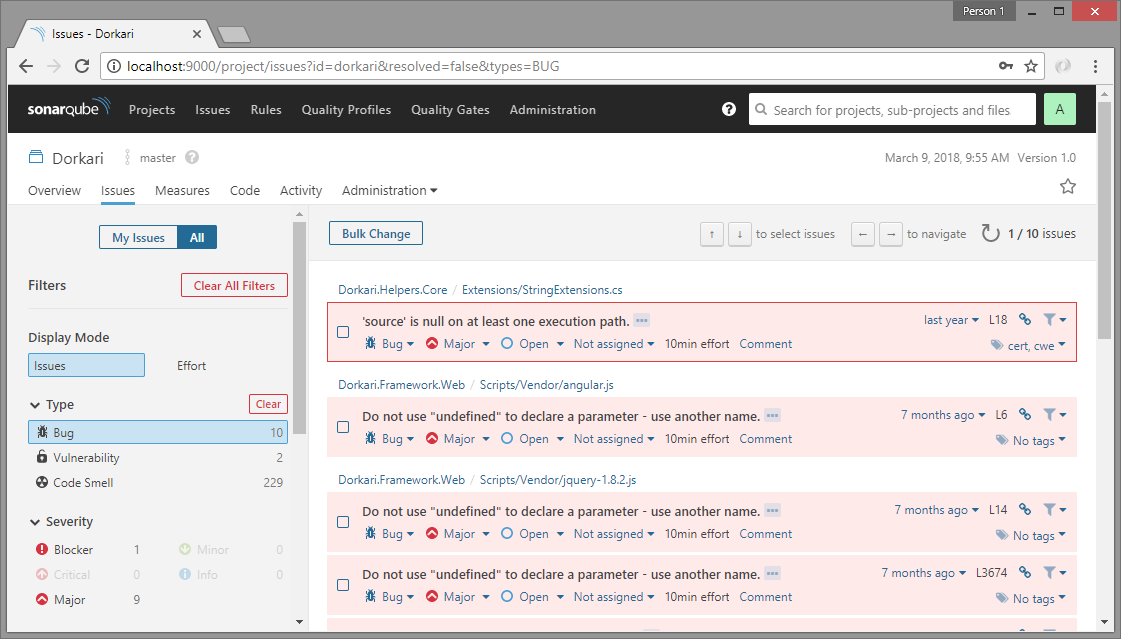 Person 1
Issues - Dorkari
localhost:9000/project/issues?id=dorkari&resolved=false&types=BUG
sonarqube Projects Issues Rules Quality Profiles Quality Gates Administration ? Search for projects, sub-projects and files A
Dorkari master ? March 9, 2018, 9:55 AM Version 1.0
Overview Issues Measures Code Activity Administration
My Issues All
Filters Clear All Filters
Display Mode
Issues Effort
Type Clear
Bug 10
Vulnerability 2
Code Smell 229
Severity
Blocker 1 Minor 0
Critical 0 Info 0
Major 9
Bulk Change ↑ ↓ to select issues ← → to navigate 1 / 10 issues
Dorkari.Helpers.Core / Extensions/StringExtensions.cs
'source' is null on at least one execution path. last year L18
Bug Major Open Not assigned 10min effort Comment cert, cwe
Dorkari.Framework.Web / Scripts/Vendor/angular.js
Do not use "undefined" to declare a parameter - use another name. 7 months ago L6
Bug Major Open Not assigned 10min effort Comment No tags
Dorkari.Framework.Web / Scripts/Vendor/jquery-1.8.2.js
Do not use "undefined" to declare a parameter - use another name. 7 months ago L14
Bug Major Open Not assigned 10min effort Comment No tags
Do not use "undefined" to declare a parameter - use another name. 7 months ago L3674
Bug Major Open Not assigned 10min effort Comment No tags